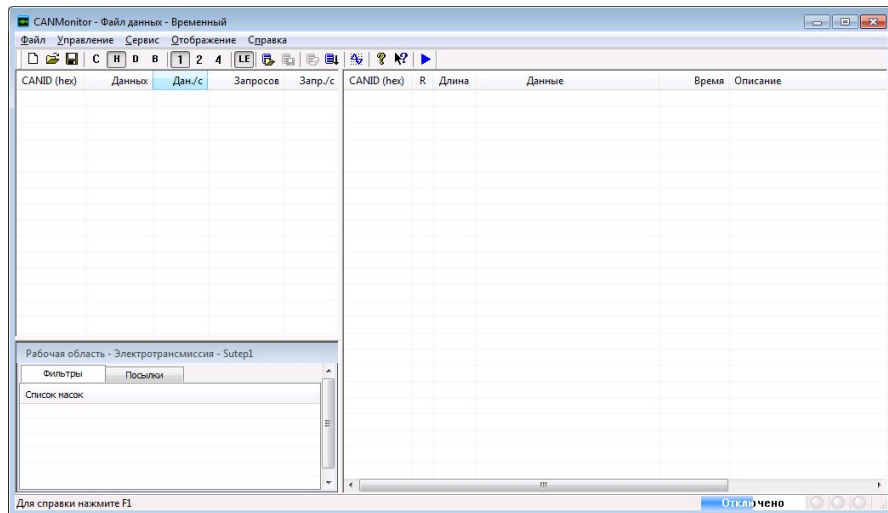 CANMonitor - Файл данных - Временный
Файл Управление Сервис Отображение Справка
C H D B 1 2 4 LE
CANID (hex) Данных Дан./с Запросов Запр./с
CANID (hex) R Длина Данные Время Описание
Рабочая область - Электротрансмиссия - Sutep1
Фильтры Посылки
Список масок
Для справки нажмите F1
Отключено